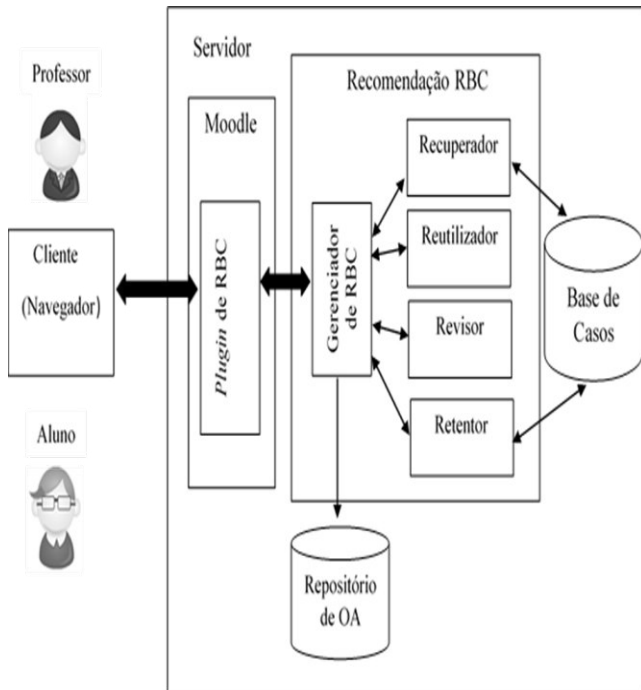 Servidor
Professor
Recomendação RBC
Moodle
Recuperador
Cliente
(Navegador)
Plugin de RBC
Gerenciador
de RBC
Reutilizador
Revisor
Retentor
Base de
Casos
Aluno
Repositório
de OA